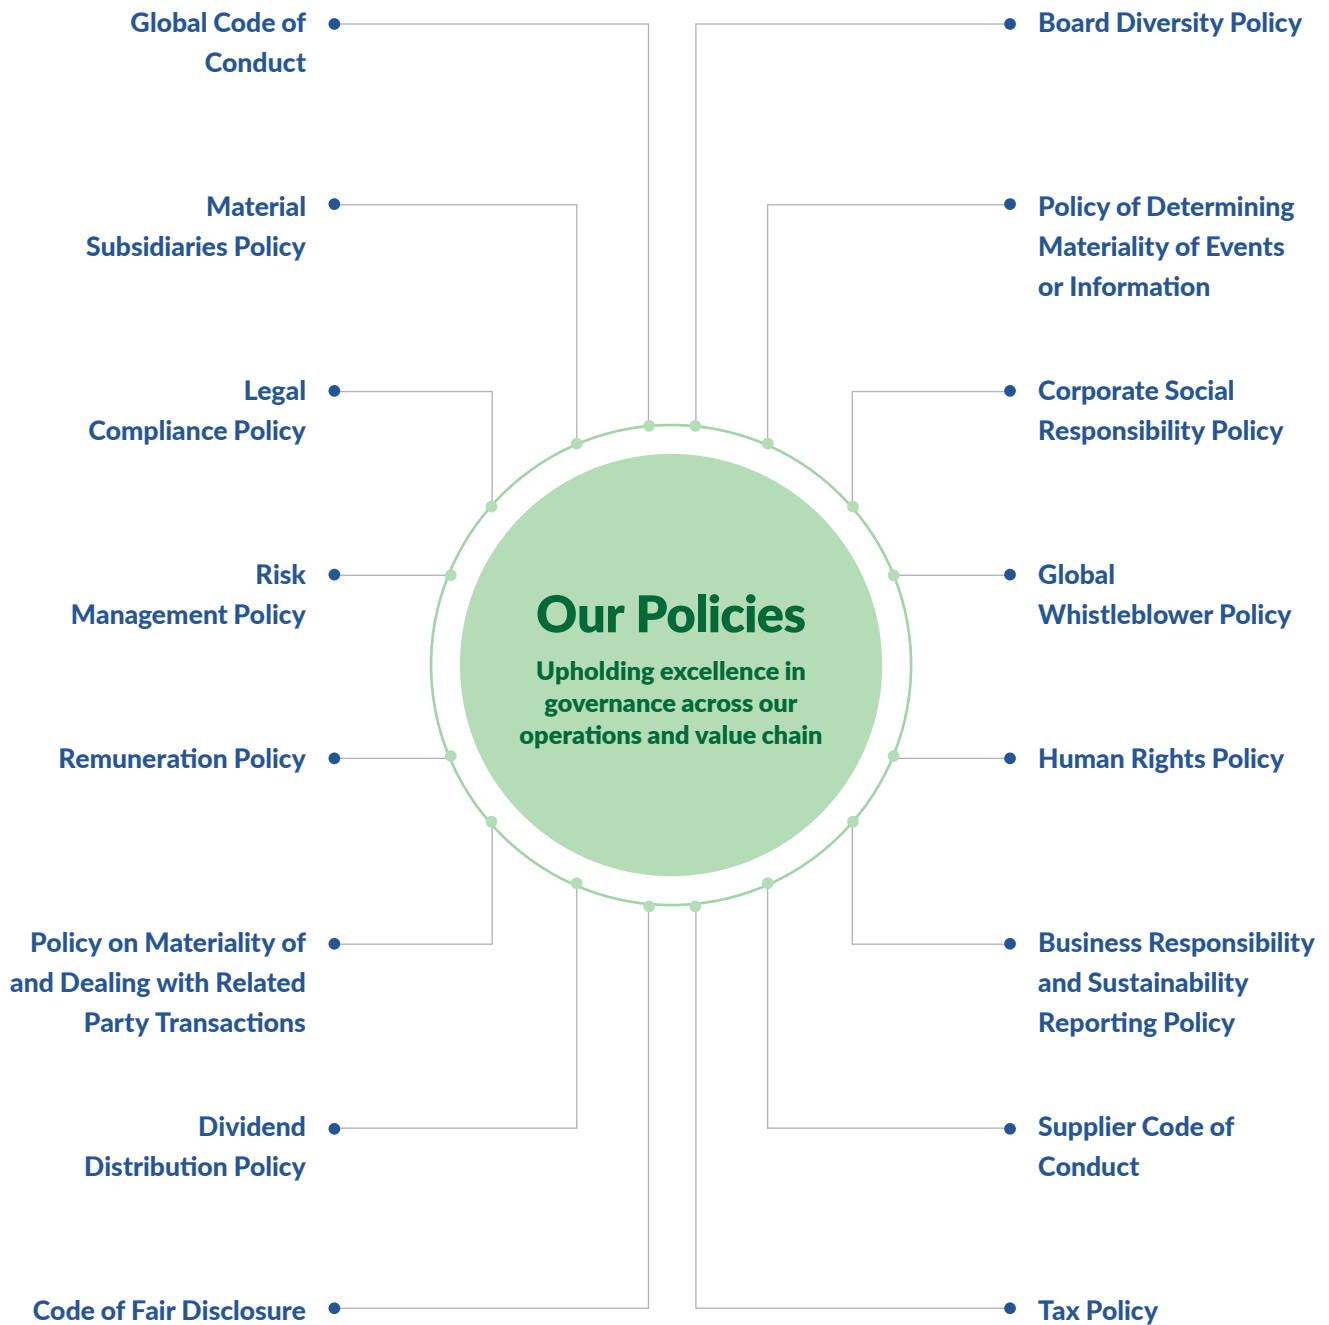 Global Code of
Conduct
Material
Subsidiaries Policy
Legal
Compliance Policy
Risk
Management Policy
Remuneration Policy
Policy on Materiality of
and Dealing with Related
Party Transactions
Dividend
Distribution Policy
Code of Fair Disclosure
Our Policies
Upholding excellence in
governance across our
operations and value chain
Board Diversity Policy
Policy of Determining
Materiality of Events
or Information
Corporate Social
Responsibility Policy
Global
Whistleblower Policy
Human Rights Policy
Business Responsibility
and Sustainability
Reporting Policy
Supplier Code of
Conduct
Tax Policy